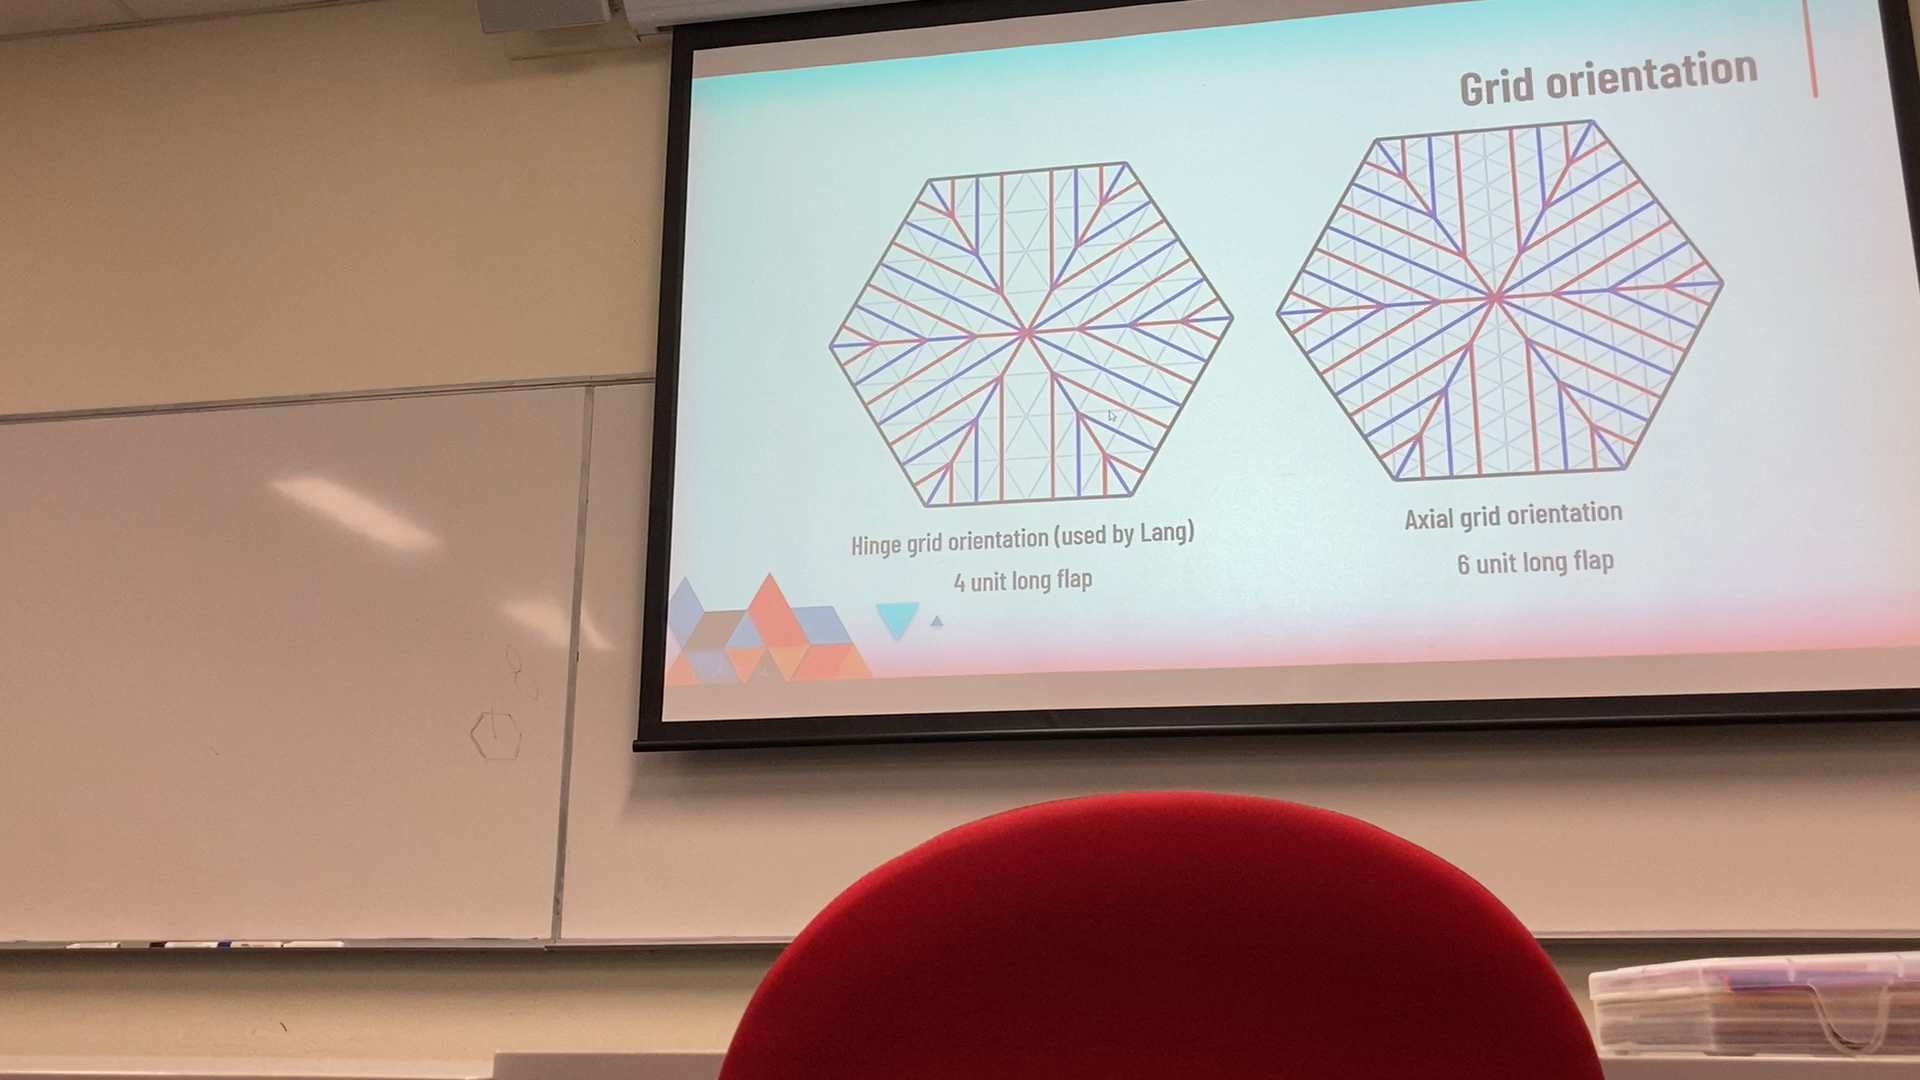 Grid orientation
Hinge grid orientation (used by Lang)
4 unit long flap
Axial grid orientation
6 unit long flap